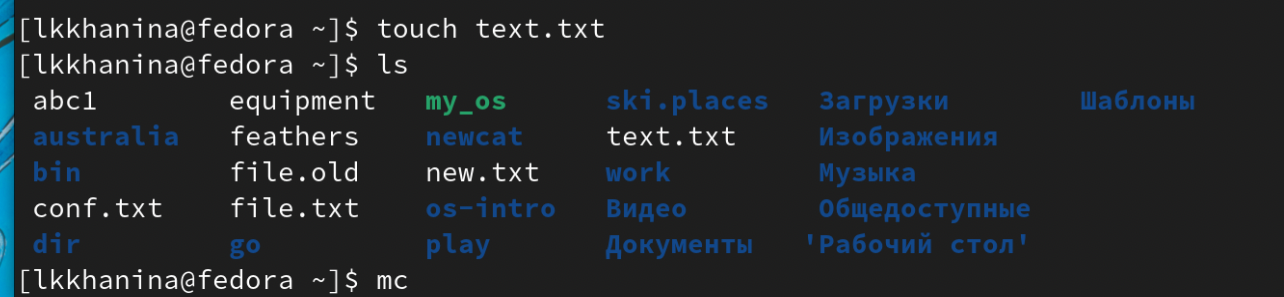 [lkkhanina@fedora ~]$ touch text.txt
[lkkhanina@fedora ~]$ ls
abc1 equipment my_os ski.places Загрузки Шаблоны
australia feathers newcat text.txt Изображения
bin file.old new.txt work Музыка
conf.txt file.txt os-intro Видео Общедоступные
dir go play Документы 'Рабочий стол'
[lkkhanina@fedora ~]$ mc